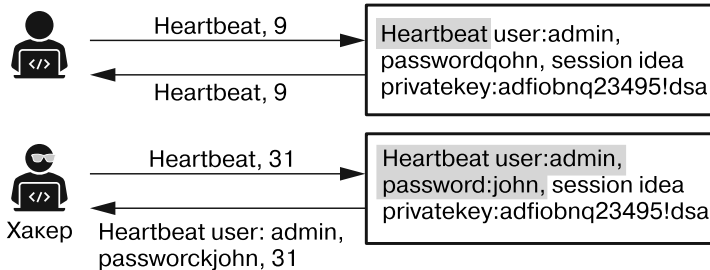 Heartbeat, 9
Heartbeat, 9
Heartbeat user:admin,
passwordqohn, session idea
privatekey:adfiobnq23495!dsa
Heartbeat, 31
Хакер
Heartbeat user: admin,
passworckjohn, 31
Heartbeat user:admin,
password:john, session idea
privatekey:adfiobnq23495!dsa